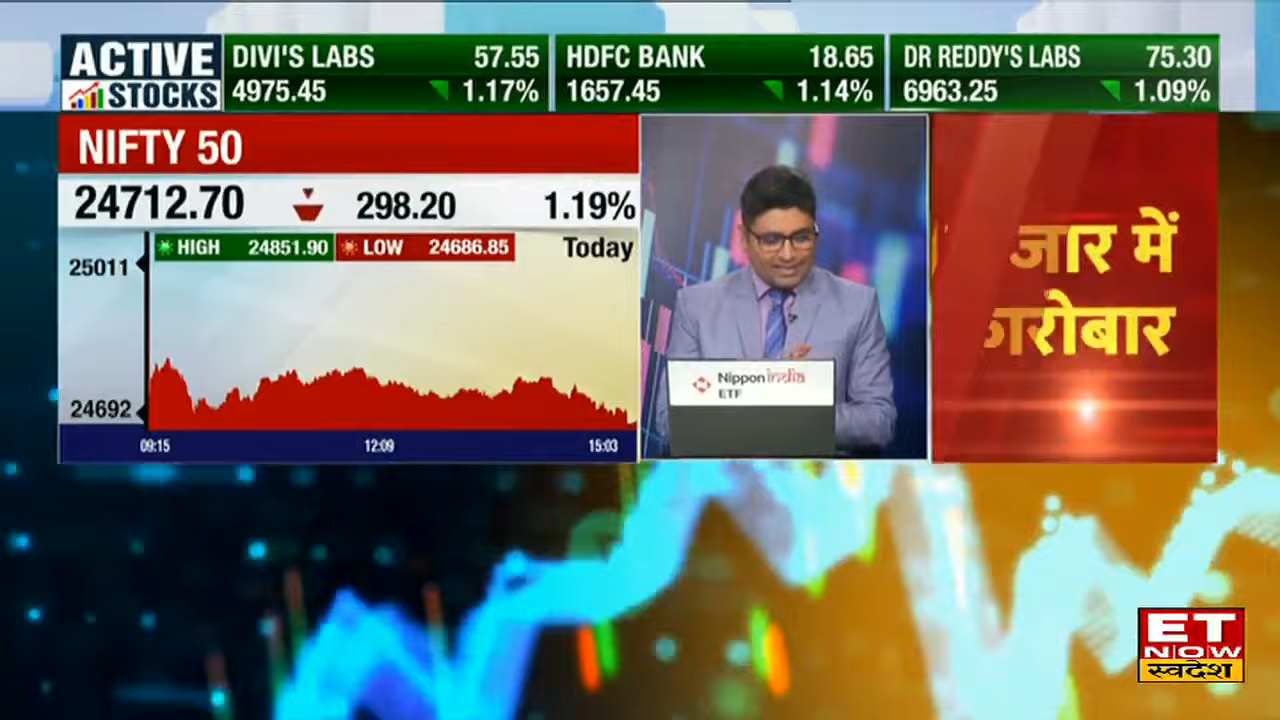 ACTIVE
STOCKS
DIVI'S LABS 57.55
4975.45 1.17%
HDFC BANK 18.65
1657.45 1.14%
DR REDDY'S LABS 75.30
6963.25 1.09%
NIFTY 50
24712.70 298.20 1.19%
HIGH 24851.90 LOW 24686.85 Today
25011
24692
09:15 12:09 15:03
Nippon india
ETF
में
ET
NOW
स्वदेश